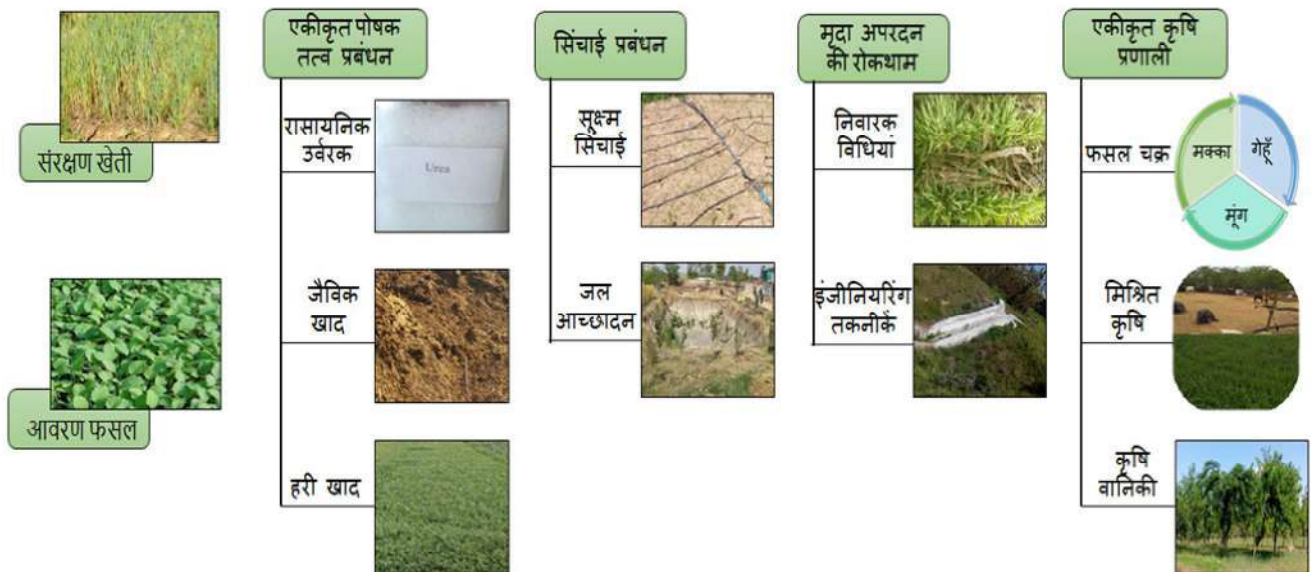 संरक्षण खेती
आवरण फसल
एकीकृत पोषक
तत्व प्रबंधन
रासायनिक
उर्वरक
Urea
जैविक
खाद
हरी खाद
सिंचाई प्रबंधन
सूक्ष्म
सिंचाई
जल
आच्छादन
मृदा अपरदन
की रोकथाम
निवारक
विधियां
इंजीनियरिंग
तकनीकें
एकीकृत कृषि
प्रणाली
फसल चक्र
मक्का
गेहूँ
मूंग
मिश्रित
कृषि
कृषि
वानिकी